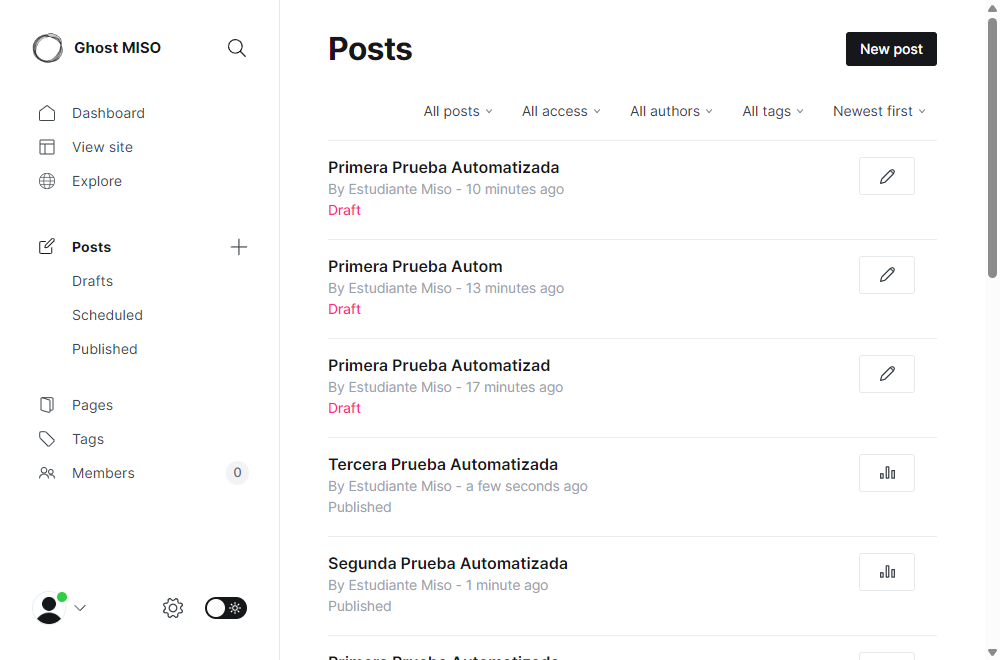 Ghost MISO
Dashboard
View site
Explore
Posts
Drafts
Scheduled
Published
Pages
Tags
Members 0
Posts
New post
All posts All access All authors All tags Newest first
Primera Prueba Automatizada
By Estudiante Miso - 10 minutes ago
Draft
Primera Prueba Autom
By Estudiante Miso - 13 minutes ago
Draft
Primera Prueba Automatizad
By Estudiante Miso - 17 minutes ago
Draft
Tercera Prueba Automatizada
By Estudiante Miso - a few seconds ago
Published
Segunda Prueba Automatizada
By Estudiante Miso - 1 minute ago
Published
Primera Prueba Automatizada